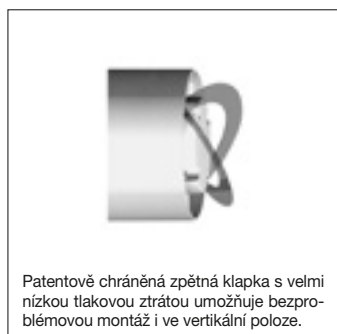 Patentově chráněná zpětná klapka s velmi
nízkou tlakovou ztrátou umožňuje bezpro-
blémovou montáž i ve vertikální poloze.